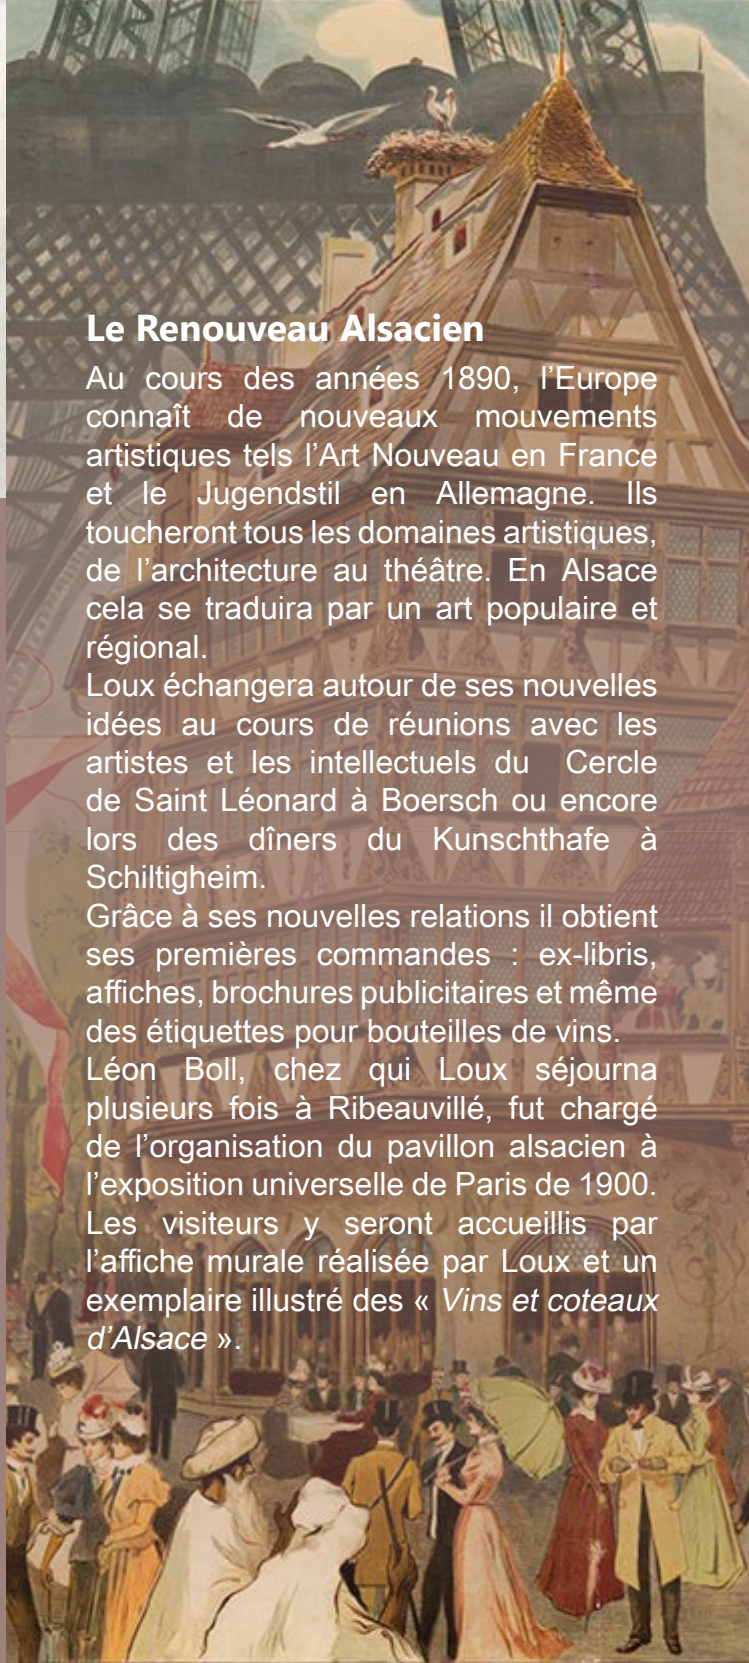 Le Renouveau Alsacien
Au cours des années 1890, l’Europe
connaît de nouveaux mouvements
artistiques tels l’Art Nouveau en France
et le Jugendstil en Allemagne. Ils
toucheront tous les domaines artistiques,
de l’architecture au théâtre. En Alsace
cela se traduira par un art populaire et
régional.
Loux échangera autour de ses nouvelles
idées au cours de réunions avec les
artistes et les intellectuels du Cercle
de Saint Léonard à Boersch ou encore
lors des dîners du Kunschthafe à
Schiltigheim.
Grâce à ses nouvelles relations il obtient
ses premières commandes : ex-libris,
affiches, brochures publicitaires et même
des étiquettes pour bouteilles de vins.
Léon Boll, chez qui Loux séjourna
plusieurs fois à Ribeauvillé, fut chargé
de l’organisation du pavillon alsacien à
l’exposition universelle de Paris de 1900.
Les visiteurs y seront accueillis par
l’affiche murale réalisée par Loux et un
exemplaire illustré des « Vins et coteaux
d’Alsace ».